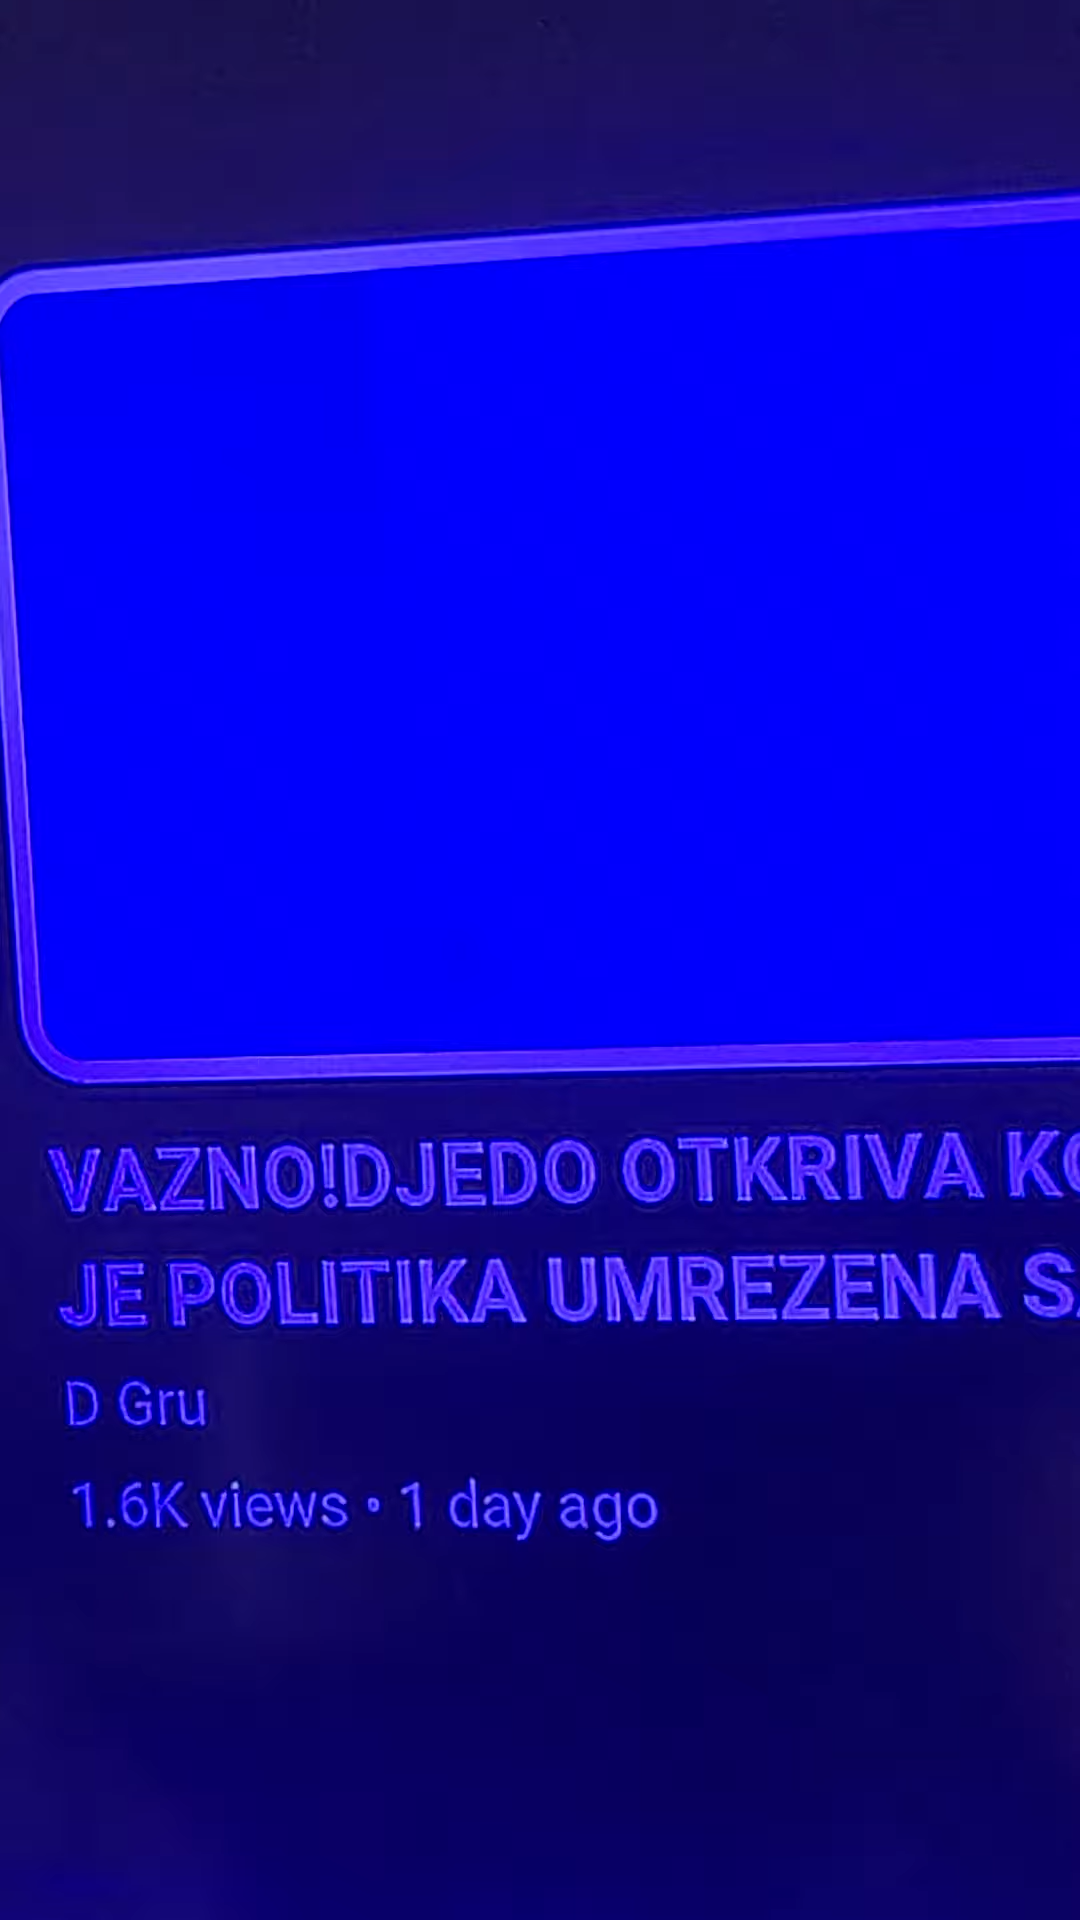 VAZNO!DJEDO OTKRIVA
JE POLITIKA UMREZENA
D Gru
1.6K views • 1 day ago